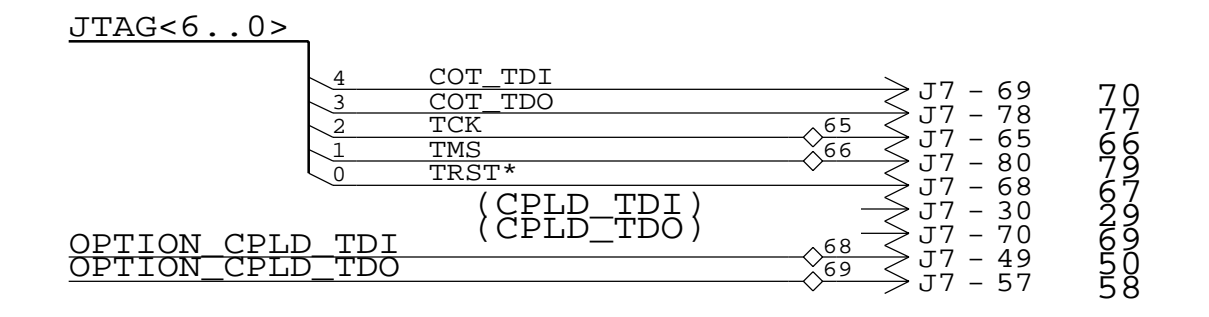 JTAG<6..0>
4 COT_TDI J7 - 69 70
3 COT_TDO J7 - 78 77
2 TCK 65 J7 - 65 66
1 TMS 66 J7 - 80 79
0 TRST* J7 - 68 67
(CPLD_TDI) J7 - 30 29
(CPLD_TDO) J7 - 70 69
OPTION_CPLD_TDI 68 J7 - 49 50
OPTION_CPLD_TDO 69 J7 - 57 58